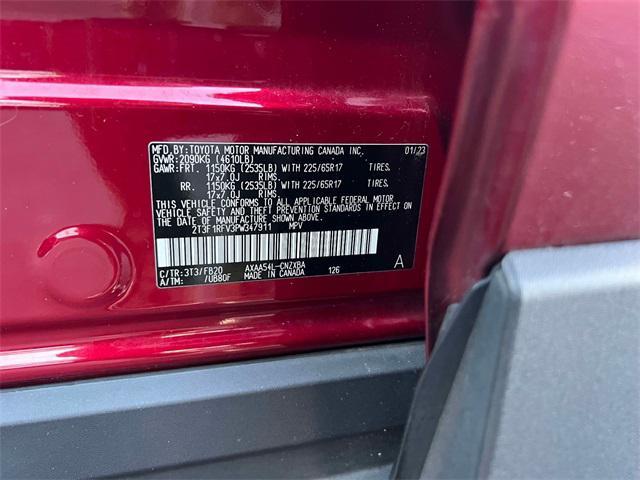 MFD.BY:TOYOTA MOTOR MANUFACTURING CANADA INC. 01/23
GVWR:2090KG (4610LB)
GAWR:FRT. 1150KG (2535LB) WITH 225/65R17 TIRES.
17x7.0J RIMS.
RR. 1150KG (2535LB) WITH 225/65R17 TIRES.
17x7.0J RIMS.
THIS VEHICLE CONFORMS TO ALL APPLICABLE FEDERAL MOTOR
VEHICLE SAFETY AND THEFT PREVENTION STANDARDS IN EFFECT
ON THE DATE OF MANUFACTURE SHOWN ABOVE.
2T3F1RFV3PW347911 MPV
C/TR:3T3/FB20 AXAA54L-CNZXBA
A/TM: /UB80F MADE IN CANADA 126 A